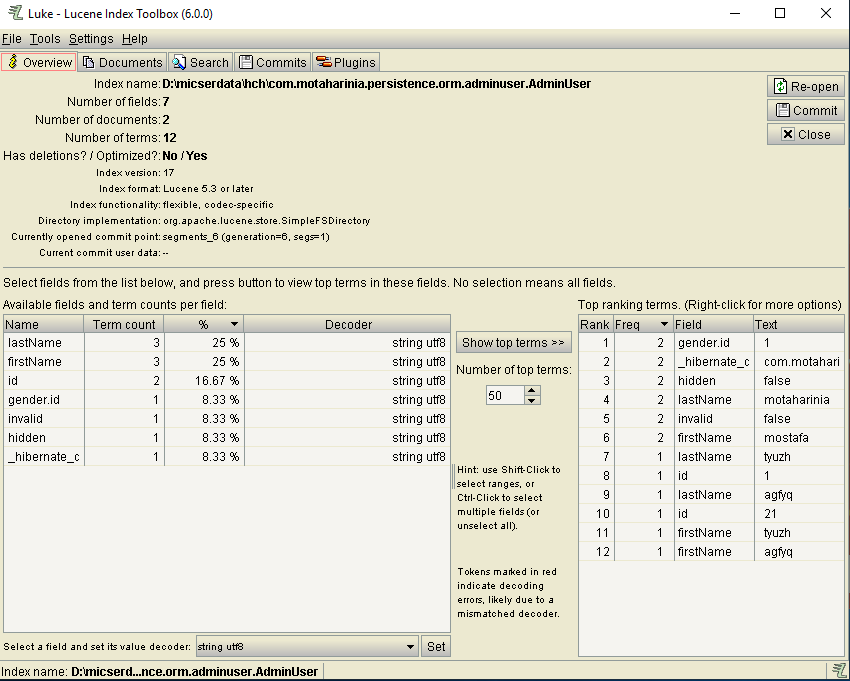 Luke - Lucene Index Toolbox (6.0.0)
File Tools Settings Help
Overview Documents Search Commits Plugins
Index name: D:\micserdata\hch\com.motaharinia.persistence.orm.adminuser.AdminUser
Number of fields: 7
Number of documents: 2
Number of terms: 12
Has deletions? / Optimized?: No / Yes
Index version: 17
Index format: Lucene 5.3 or later
Index functionality: flexible, codec-specific
Directory implementation: org.apache.lucene.store.SimpleFSDirectory
Currently opened commit point: segments_6 (generation=6, segs=1)
Current commit user data: --
Re-open
Commit
Close
Select fields from the list below, and press button to view top terms in these fields. No selection means all fields.
Available fields and term counts per field:
Name Term count % Decoder
lastName 3 25 % string utf8
firstName 3 25 % string utf8
id 2 16.67 % string utf8
gender.id 1 8.33 % string utf8
invalid 1 8.33 % string utf8
hidden 1 8.33 % string utf8
_hibernate_c 1 8.33 % string utf8
Select a field and set its value decoder: string utf8 Set
Show top terms >>
Number of top terms:
50
Hint: use Shift-Click to
select ranges, or
Ctrl-Click to select
multiple fields (or
unselect all).
Tokens marked in red
indicate decoding
errors, likely due to a
mismatched decoder.
Top ranking terms. (Right-click for more options)
Rank Freq Field Text
1 2 gender.id 1
2 2 _hibernate_c com.motahari
3 2 hidden false
4 2 lastName motaharinia
5 2 invalid false
6 2 firstName mostafa
7 1 lastName tyuzh
8 1 id 1
9 1 lastName agfyq
10 1 id 21
11 1 firstName tyuzh
12 1 firstName agfyq
Index name: D:\micserd...nce.orm.adminuser.AdminUser